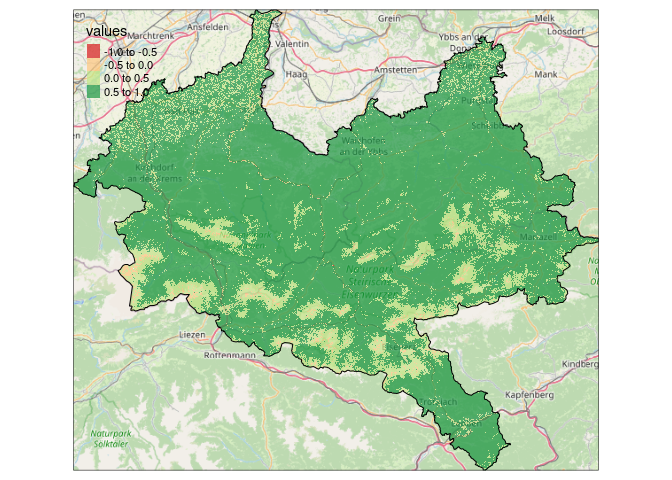 values
-1.0 to -0.5
-0.5 to 0.0
0.0 to 0.5
0.5 to 1.0
Marchtrenk
Ansfelden
Grein
Melk
Loosdorf
Valentin
Ybbs an
Haag
Amstetten
Mank
Scheibbs
Waidhofen
an der Ybbs
Kirchdorf
an der Krems
Mariazell
Naturpark
Steirische
Eisenwurzen
Liezen
Rottenmann
Kindberg
Kapfenberg
Trofaiach
Naturpark
Sölktäler